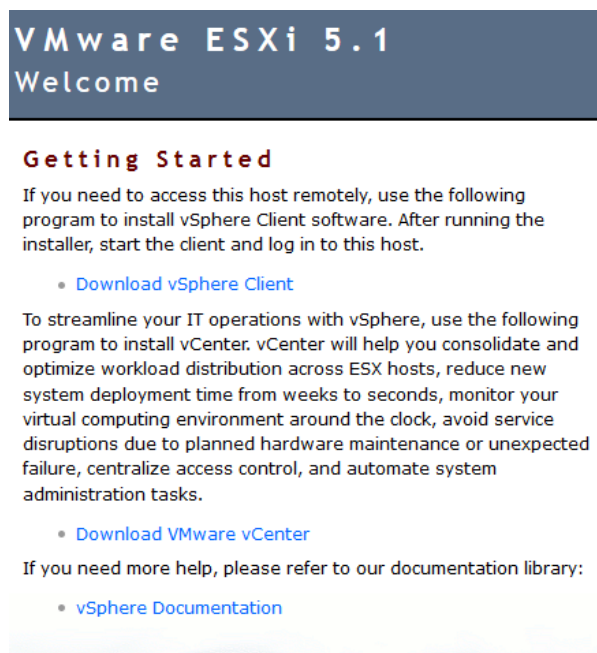 VMware ESXi 5.1
Welcome
Getting Started
If you need to access this host remotely, use the following
program to install vSphere Client software. After running the
installer, start the client and log in to this host.
Download vSphere Client
To streamline your IT operations with vSphere, use the following
program to install vCenter. vCenter will help you consolidate and
optimize workload distribution across ESX hosts, reduce new
system deployment time from weeks to seconds, monitor your
virtual computing environment around the clock, avoid service
disruptions due to planned hardware maintenance or unexpected
failure, centralize access control, and automate system
administration tasks.
Download VMware vCenter
If you need more help, please refer to our documentation library:
vSphere Documentation